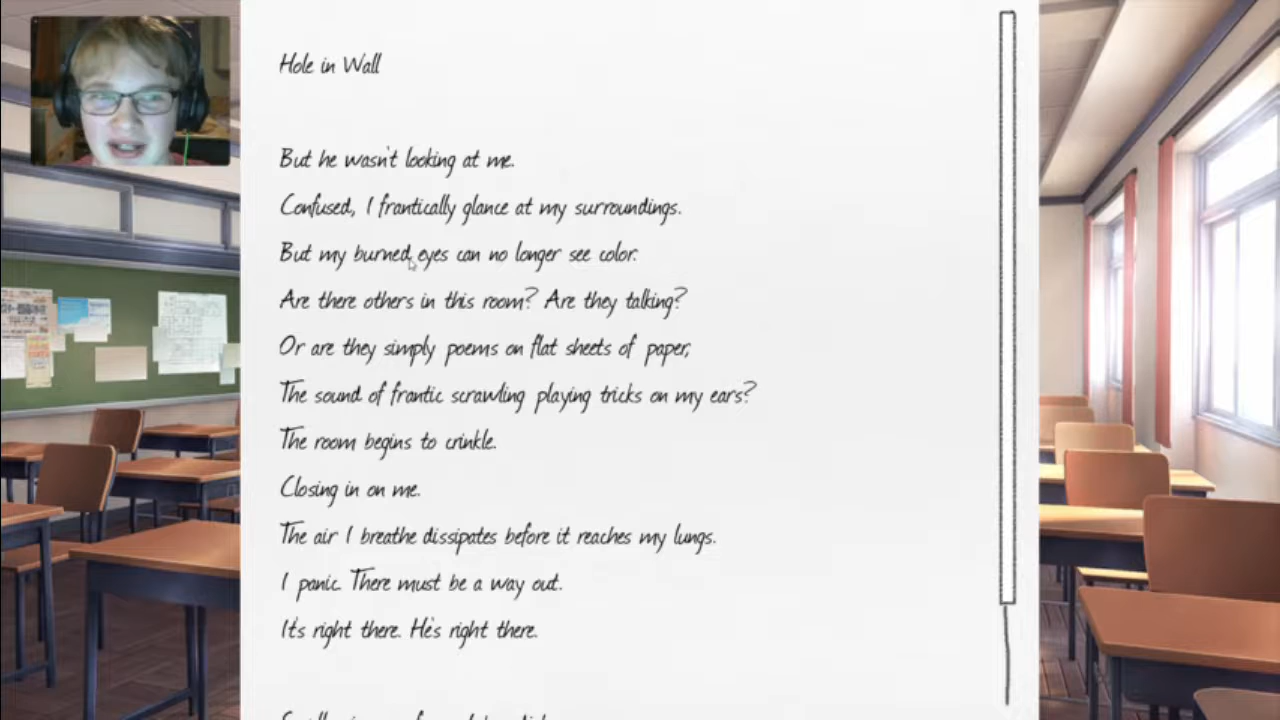 Hole in Wall
But he wasn't looking at me.
Confused, I frantically glance at my surroundings.
But my burned eyes can no longer see color.
Are there others in this room? Are they talking?
Or are they simply poems on flat sheets of paper,
The sound of frantic scrawling playing tricks on my ears?
The room begins to crinkle.
Closing in on me.
The air I breathe dissipates before it reaches my lungs.
I panic. There must be a way out.
It's right there. He's right there.